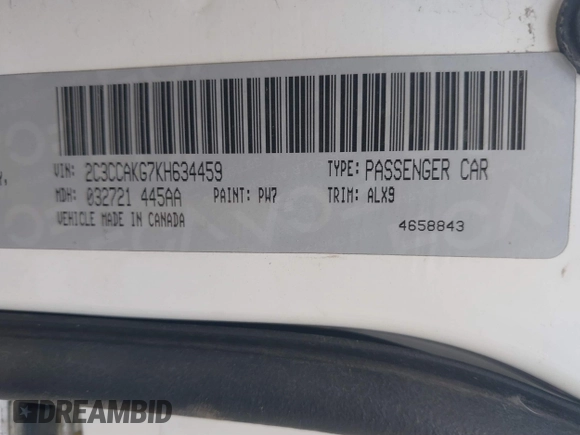 Y,
VIN: 2C3CCAKG7KH634459 TYPE: PASSENGER CAR
MDH: 032721 445AA PAINT: PW7 TRIM: ALX9
VEHICLE MADE IN CANADA 4658843
DREAMBID